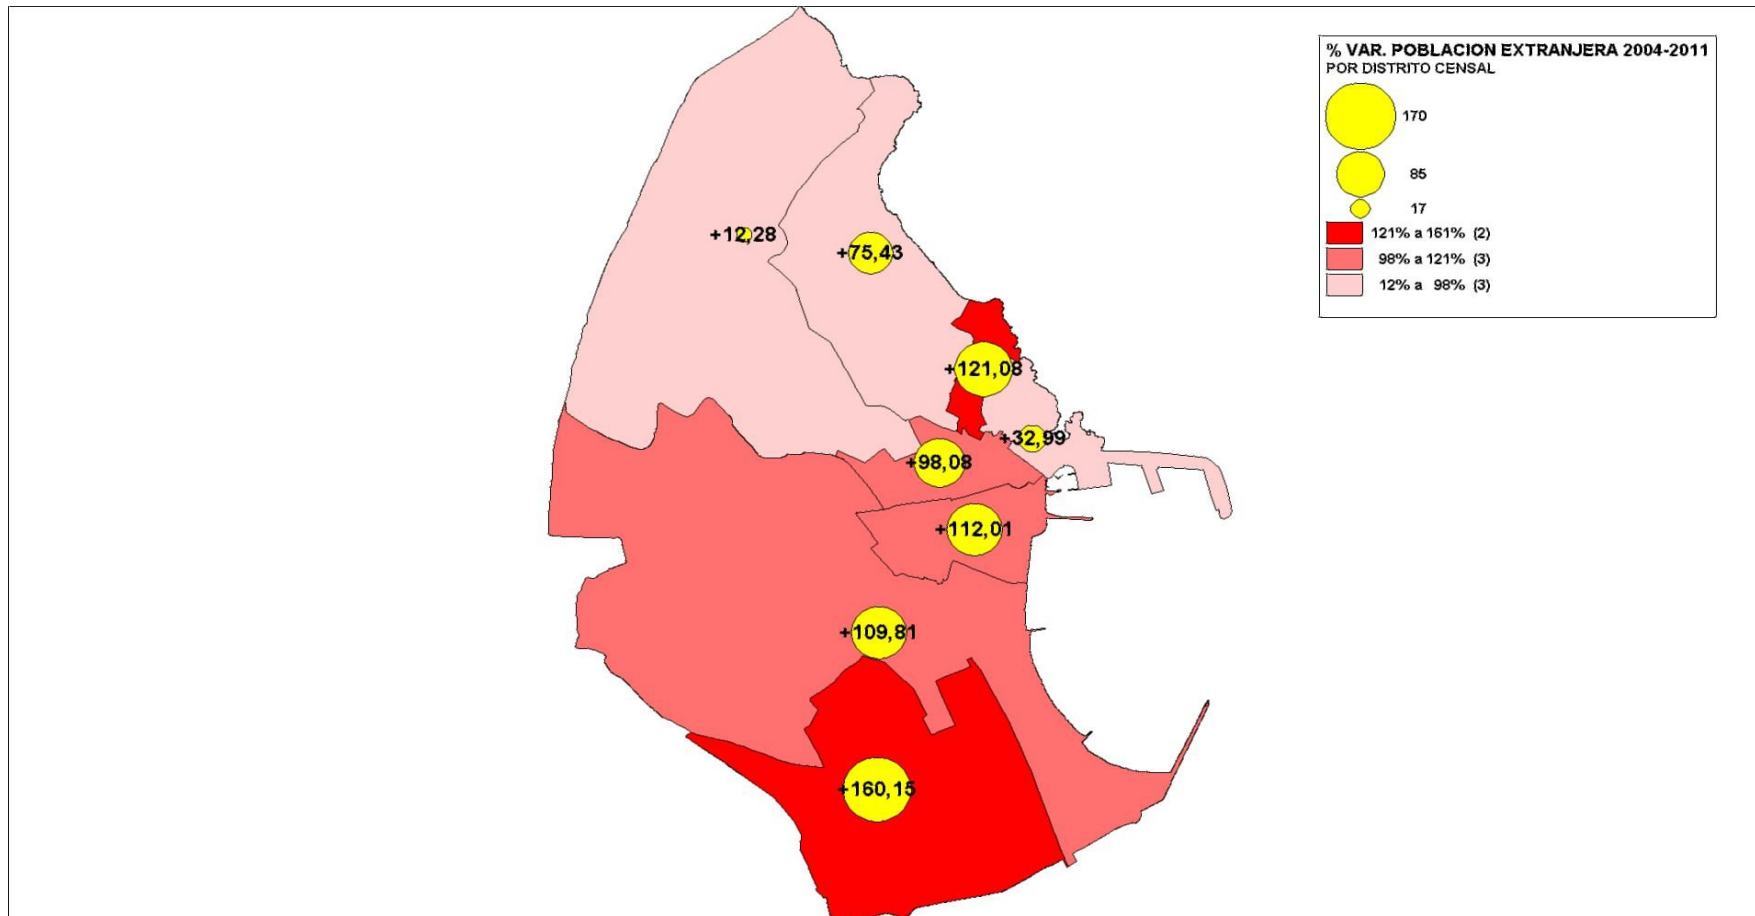 % VAR. POBLACION EXTRANJERA 2004-2011
POR DISTRITO CENSAL
170
85
17
121% a 161% (2)
98% a 121% (3)
12% a 98% (3)
+12,28
+75,43
+121,08
+32,99
+98,08
+112,01
+109,81
+160,15